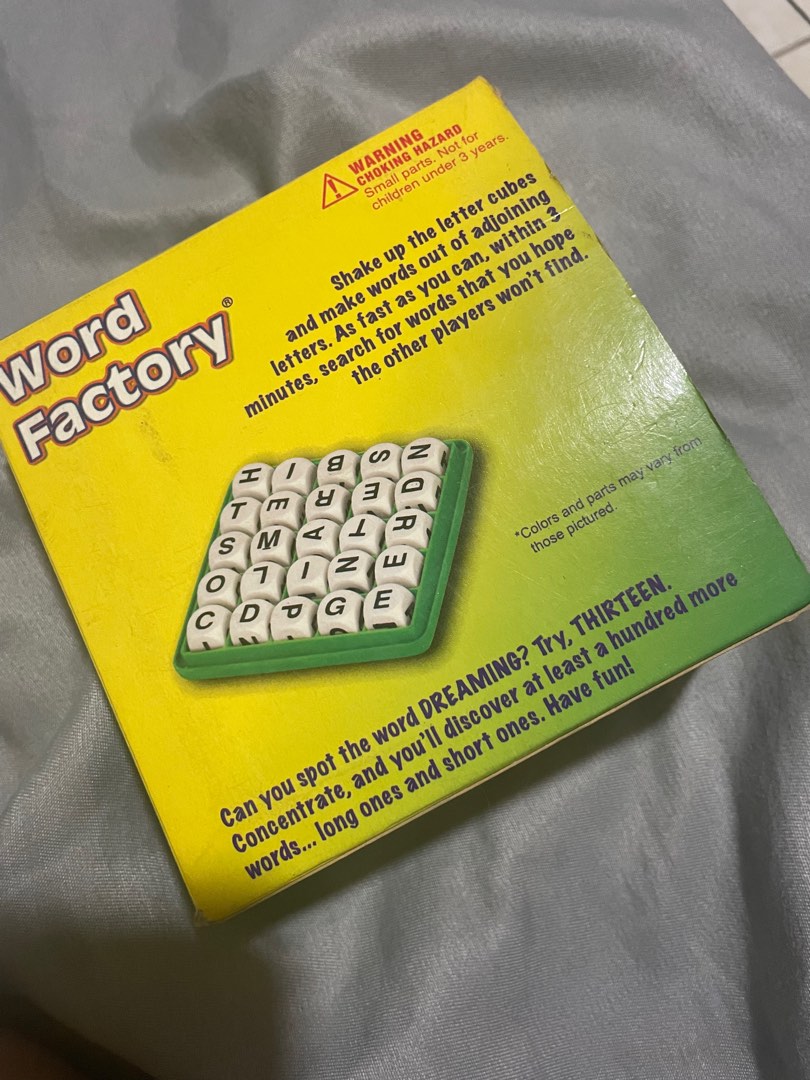 Word
Factory®
WARNING
CHOKING HAZARD
Small parts. Not for
children under 3 years.
Shake up the letter cubes
and make words out of adjoining
letters. As fast as you can, within 3
minutes, search for words that you hope
the other players won't find.
H I B S N
T E R E D
S M A T R
O L I N E
C D P G E
*Colors and parts may vary from
those pictured.
Can you spot the word DREAMING? Try, THIRTEEN.
Concentrate, and you'll discover at least a hundred more
words... long ones and short ones. Have fun!